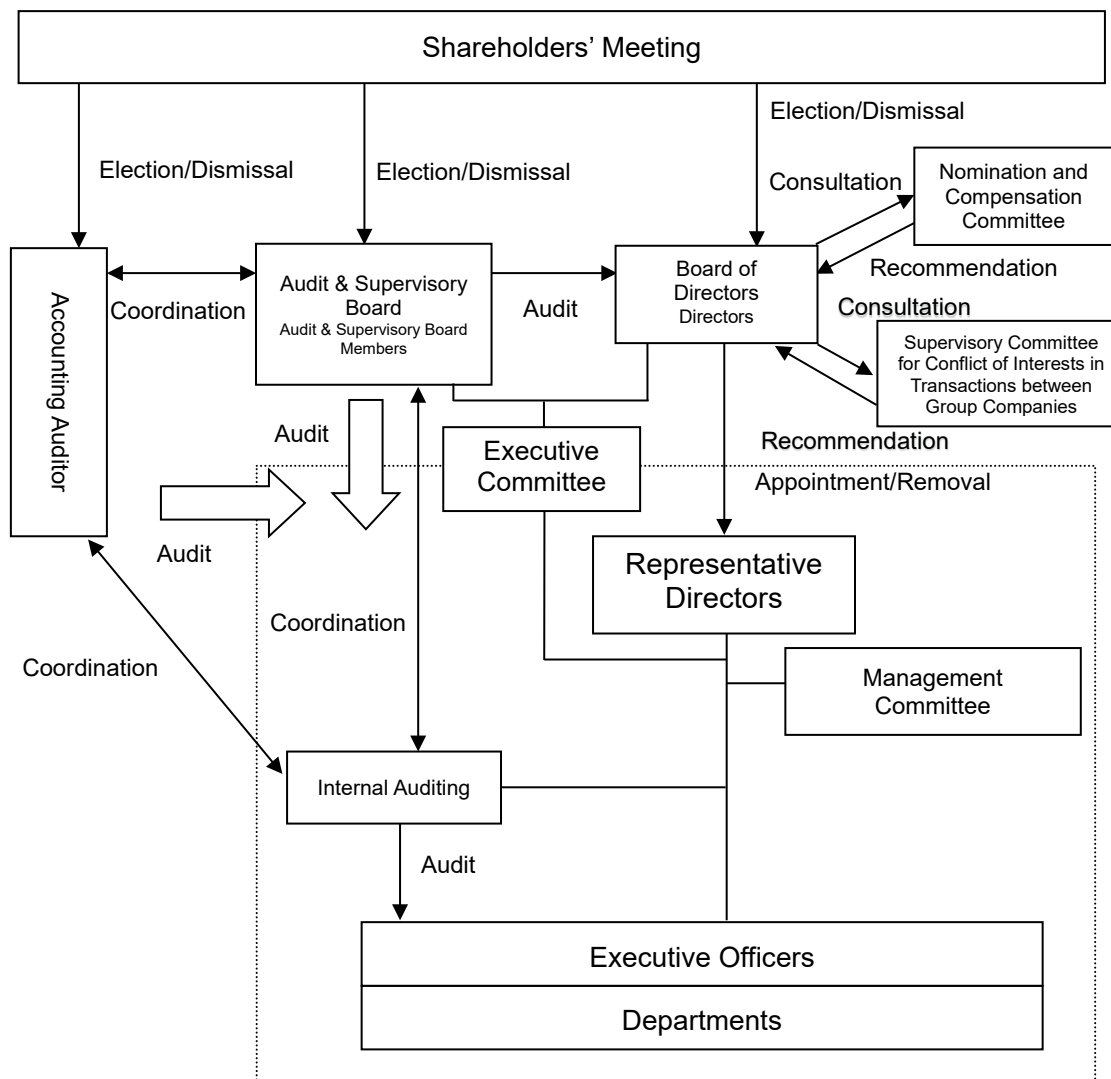 Shareholders’ Meeting
Election/Dismissal
Election/Dismissal
Election/Dismissal
Consultation
Nomination and
Compensation
Committee
Recommendation
Accounting Auditor
Coordination
Audit & Supervisory
Board
Audit & Supervisory Board
Members
Audit
Board of
Directors
Directors
Consultation
Supervisory Committee
for Conflict of Interests in
Transactions between
Group Companies
Recommendation
Audit
Executive
Committee
Appointment/Removal
Audit
Representative
Directors
Coordination
Coordination
Management
Committee
Internal Auditing
Audit
Executive Officers
Departments